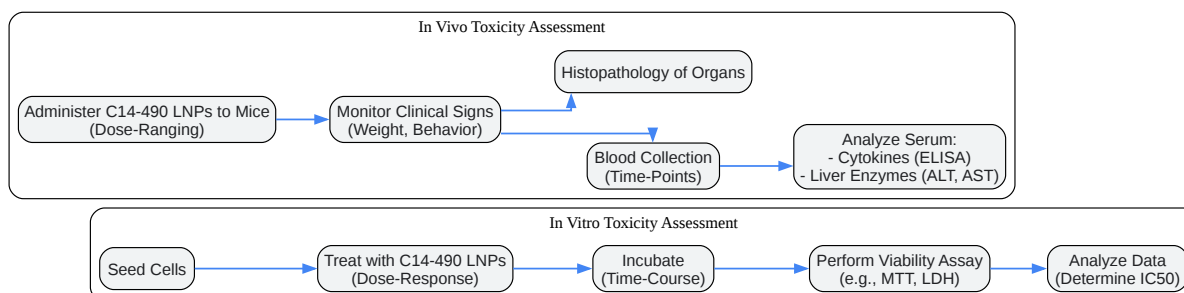 In Vivo Toxicity Assessment
Histopathology of Organs
Administer C14-490 LNPs to Mice
(Dose-Ranging)
Monitor Clinical Signs
(Weight, Behavior)
Blood Collection
(Time-Points)
Analyze Serum:
- Cytokines (ELISA)
- Liver Enzymes (ALT, AST)
In Vitro Toxicity Assessment
Seed Cells
Treat with C14-490 LNPs
(Dose-Response)
Incubate
(Time-Course)
Perform Viability Assay
(e.g., MTT, LDH)
Analyze Data
(Determine IC50)